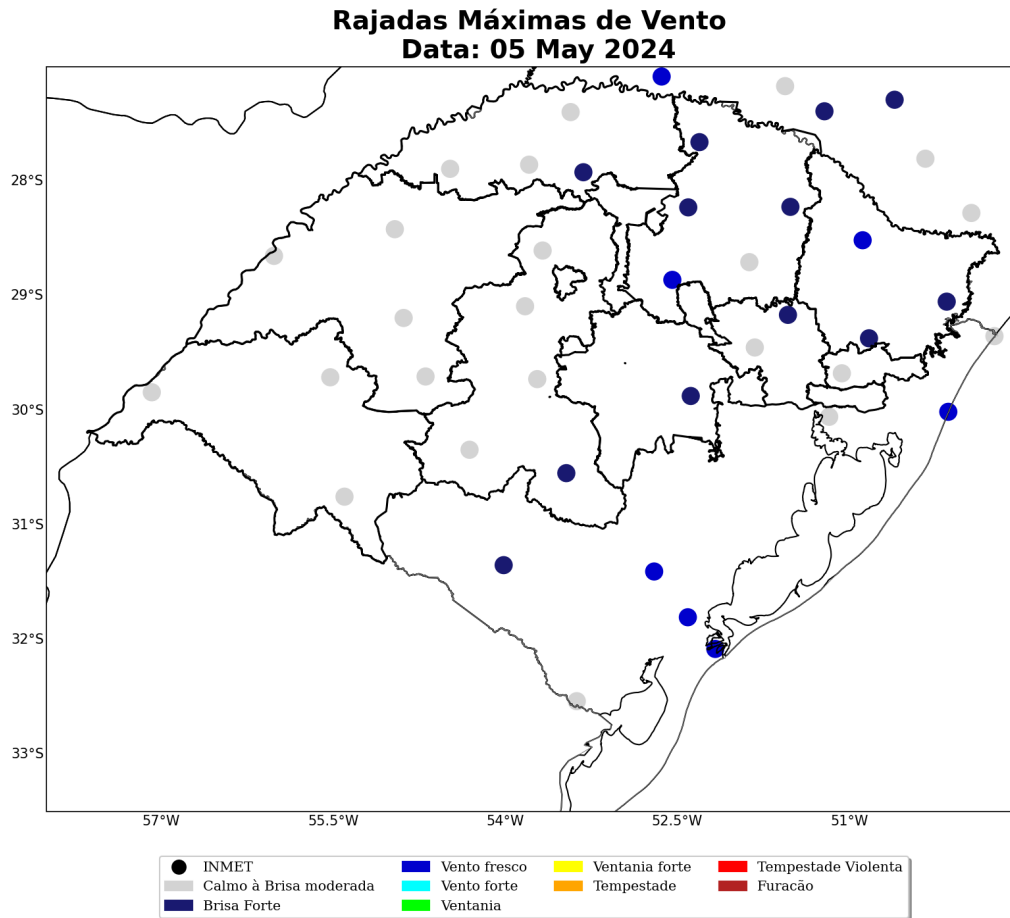 Rajadas Máximas de Vento
Data: 05 May 2024
28°S
29°S
30°S
31°S
32°S
33°S
57°W
55.5°W
54°W
52.5°W
51°W
INMET
Calmo à Brisa moderada
Brisa Forte
Vento fresco
Vento forte
Ventania
Ventania forte
Tempestade
Tempestade Violenta
Furacão